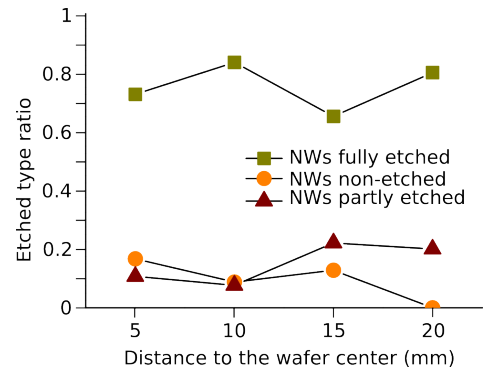 1
0.8
0.6
0.4
0.2
0
Etched type ratio
NWs fully etched
NWs non-etched
NWs partly etched
5 10 15 20
Distance to the wafer center (mm)